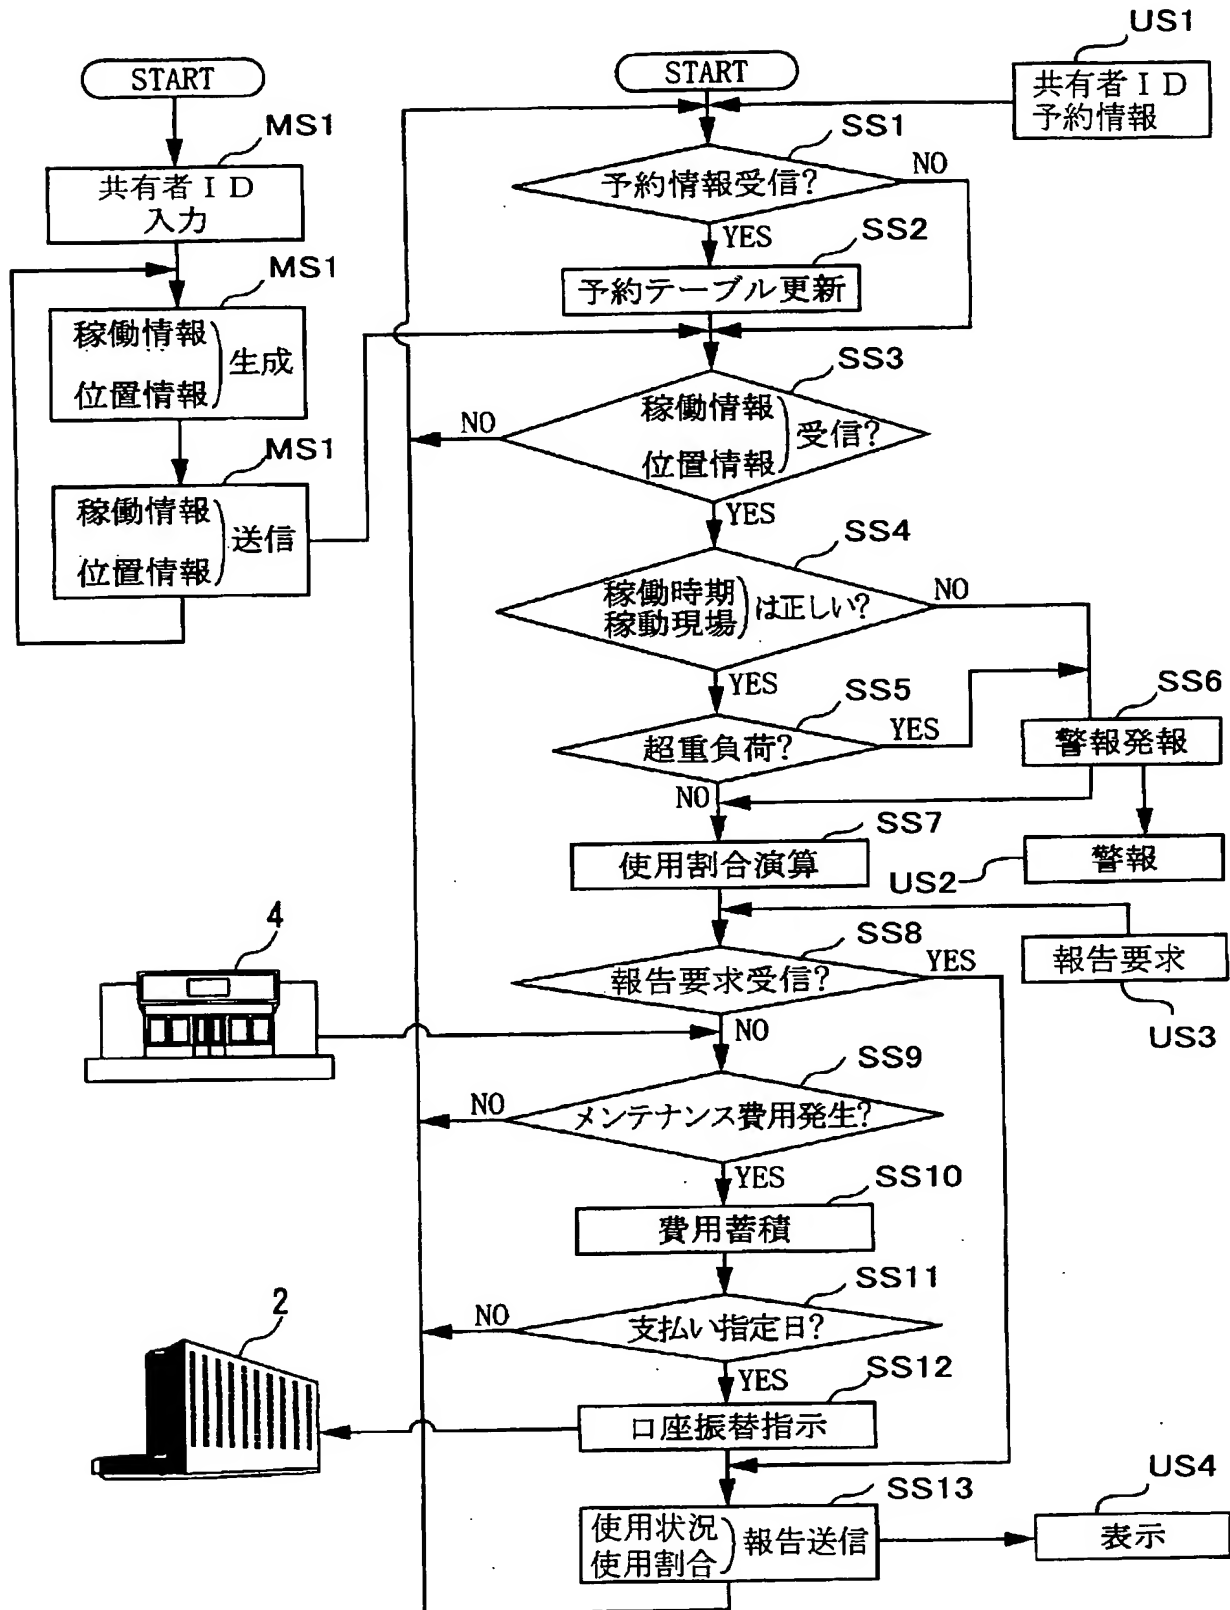 US1
START
START
共有者ID
予約情報
MS1
SS1
共有者ID
入力
予約情報受信?
NO
YES
SS2
MS1
予約テーブル更新
稼働情報
位置情報
生成
SS3
稼働情報
位置情報
受信?
NO
MS1
YES
稼働情報
位置情報
送信
SS4
稼働時期
稼動現場
は正しい?
NO
YES
SS5
SS6
超重負荷?
YES
警報発報
NO
SS7
使用割合演算
警報
US2
4
SS8
報告要求受信?
YES
報告要求
NO
US3
SS9
メンテナンス費用発生?
NO
YES
SS10
費用蓄積
SS11
2
支払い指定日?
NO
YES
SS12
口座振替指示
US4
SS13
使用状況
使用割合
報告送信
表示